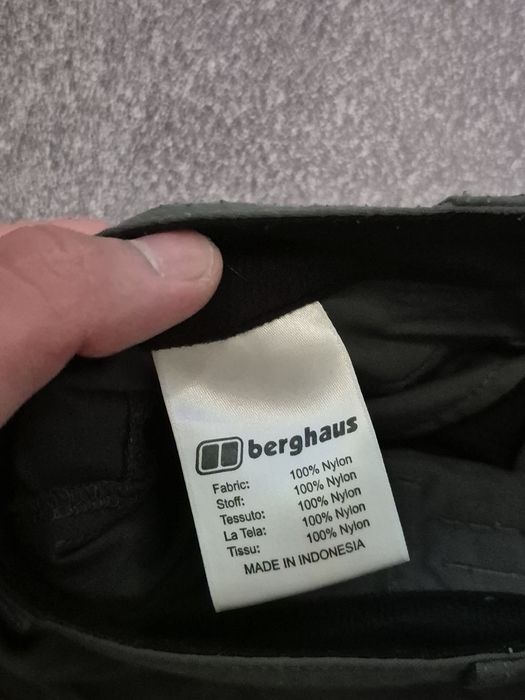 berghaus
Fabric: 100% Nylon
Stoff: 100% Nylon
Tessuto: 100% Nylon
La Tela: 100% Nylon
Tissu: 100% Nylon
MADE IN INDONESIA